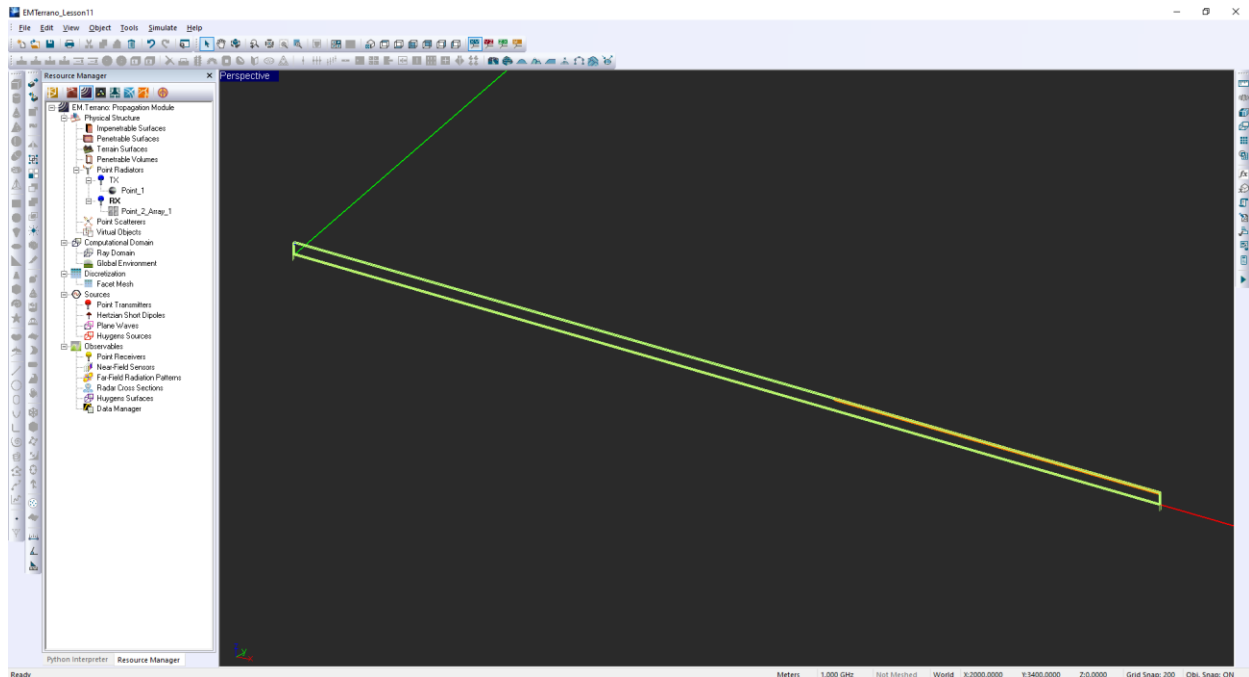 EMTerrano_Lesson11
File Edit View Object Tools Simulate Help
Resource Manager
Perspective
EM.Terrano: Propagation Module
Physical Structure
Impenetrable Surfaces
Penetrable Surfaces
Terrain Surfaces
Penetrable Volumes
Point Radiators
TX
Point_1
RX
Point_2_Array_1
Point Scatterers
Virtual Objects
Computational Domain
Ray Domain
Global Environment
Discretization
Facet Mesh
Sources
Point Transmitters
Hertzian Short Dipoles
Plane Waves
Huygens Sources
Observables
Point Receivers
Near-Field Sensors
Far-Field Radiation Patterns
Radar Cross Sections
Huygens Surfaces
Data Manager
Python Interpreter Resource Manager
Ready Meters 1.000 GHz Not Meshed World X:2000.0000 Y:3400.0000 Z:0.0000 Grid Snap: 200 Obj. Snap: ON